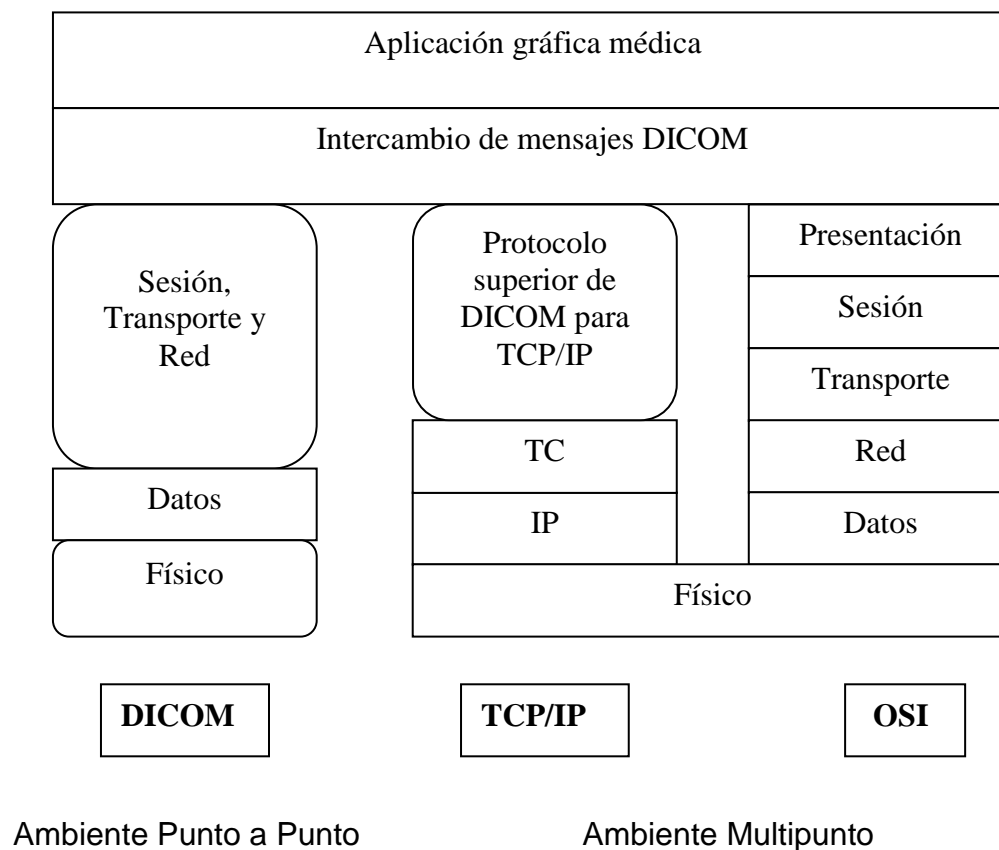 Aplicación gráfica médica
Intercambio de mensajes DICOM
Sesión,
Transporte y
Red
Datos
Físico
Protocolo
superior de
DICOM para
TCP/IP
TC
IP
Presentación
Sesión
Transporte
Red
Datos
Físico
DICOM
TCP/IP
OSI
Ambiente Punto a Punto
Ambiente Multipunto